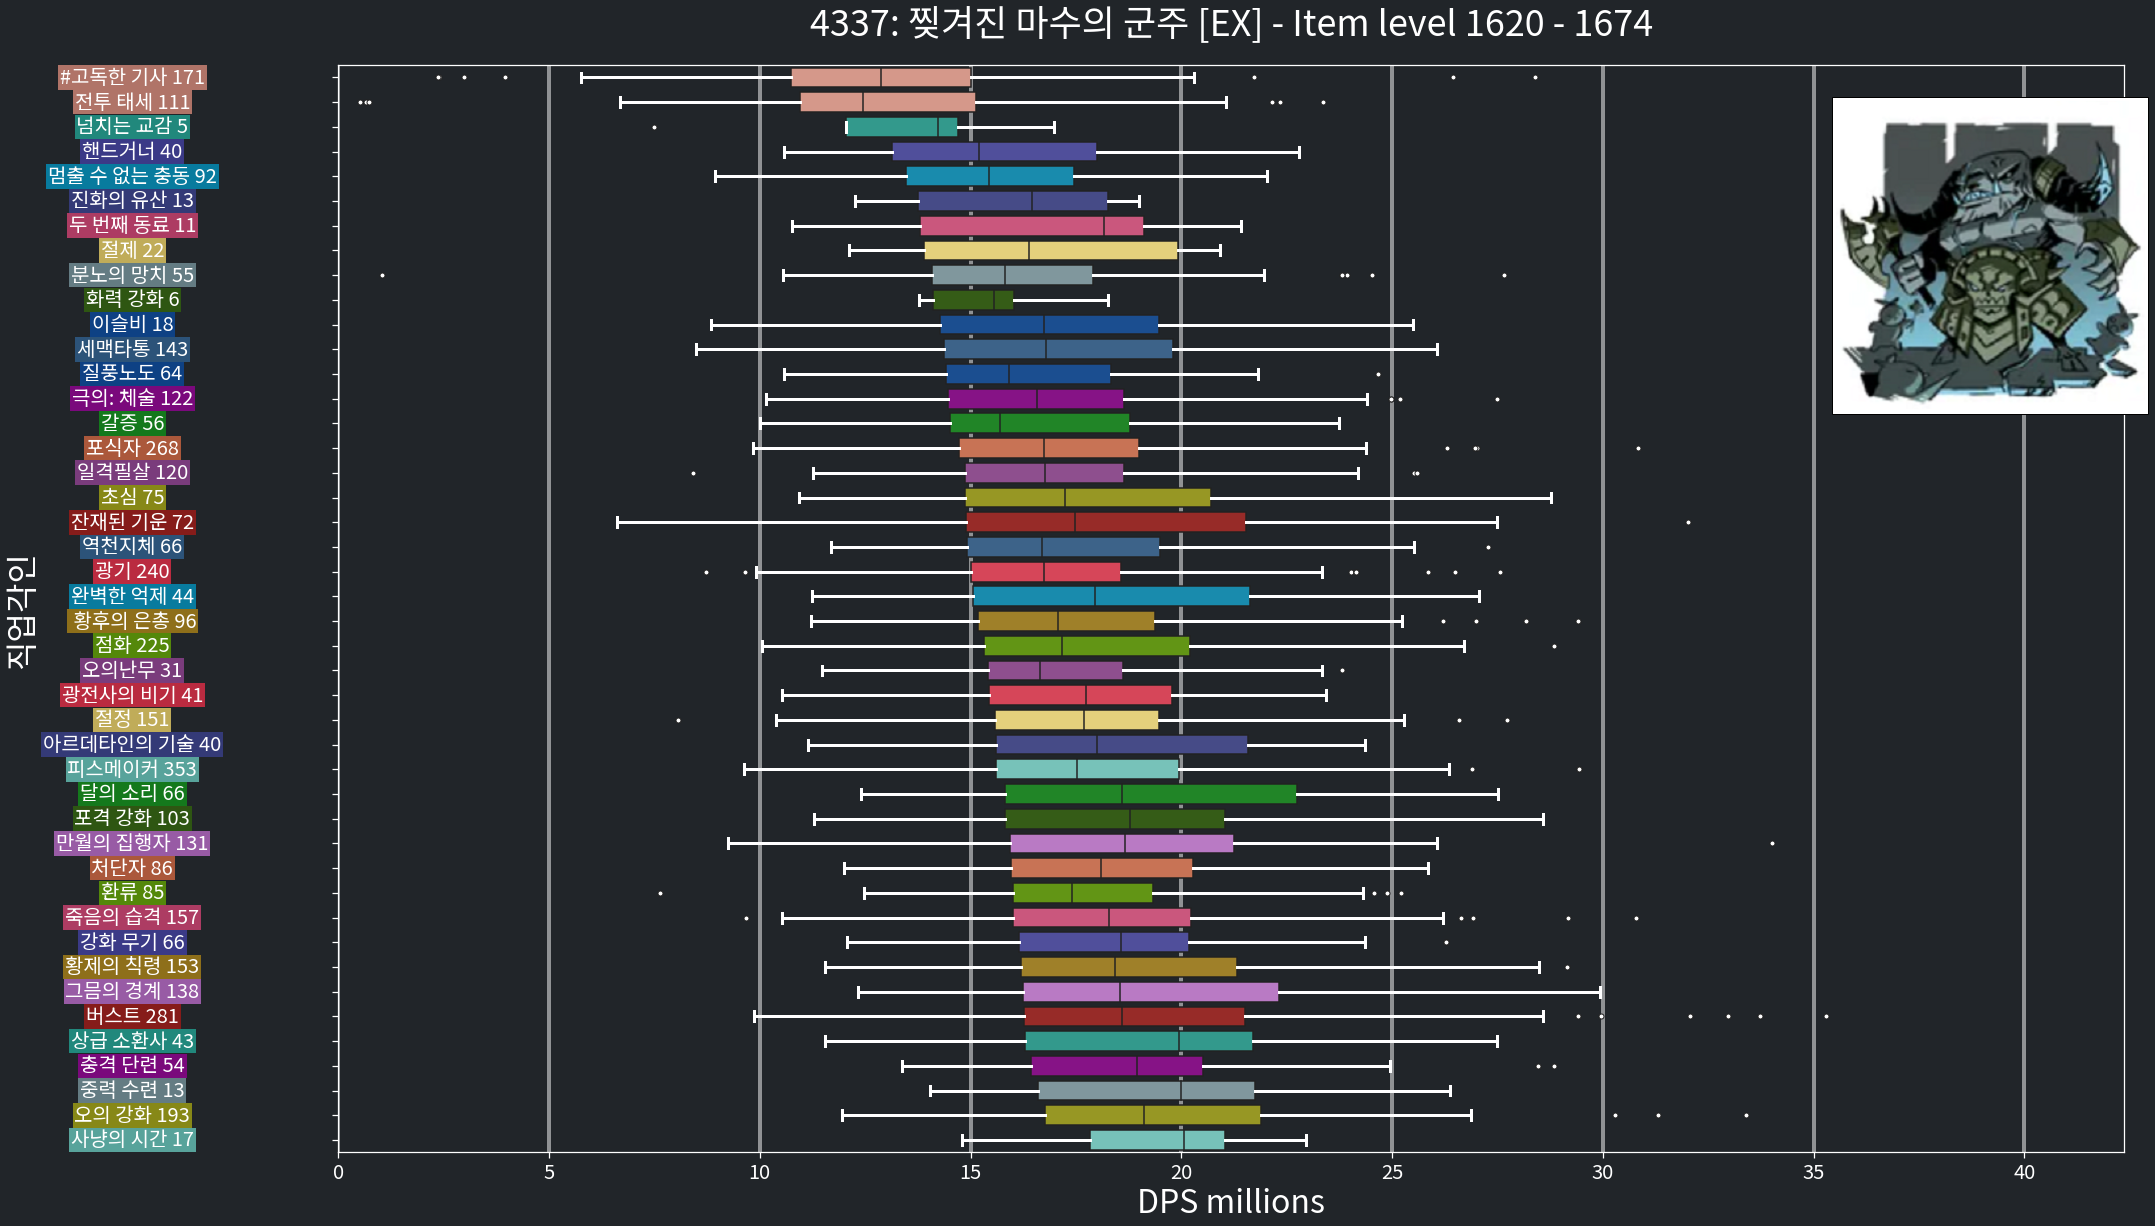 4337: 찢겨진 마수의 군주 [EX] - Item level 1620 - 1674
#고독한 기사 171
전투 태세 111
넘치는 교감 5
핸드거너 40
멈출 수 없는 충동 92
진화의 유산 13
두 번째 동료 11
절제 22
분노의 망치 55
화력 강화 6
이슬비 18
세맥타통 143
질풍노도 64
극의: 체술 122
갈증 56
포식자 268
일격필살 120
초심 75
잔재된 기운 72
역천지체 66
광기 240
완벽한 억제 44
황후의 은총 96
점화 225
오의난무 31
광전사의 비기 41
절정 151
아르데타인의 기술 40
피스메이커 353
달의 소리 66
포격 강화 103
만월의 집행자 131
처단자 86
환류 85
죽음의 습격 157
강화 무기 66
황제의 칙령 153
그믐의 경계 138
버스트 281
상급 소환사 43
충격 단련 54
중력 수련 13
오의 강화 193
사냥의 시간 17
직업각인
0 5 10 15 20 25 30 35 40
DPS millions